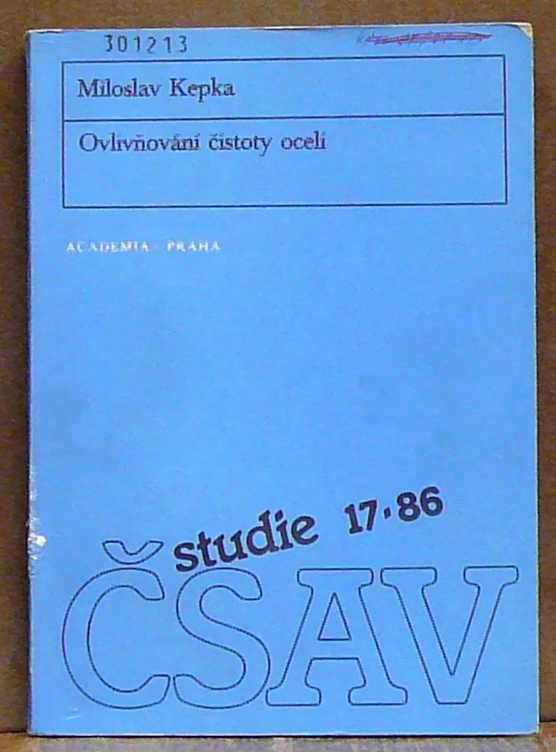 301213
Miloslav Kepka
Ovlivňování čistoty ocelí
ACADEMIA PRAHA
studie 17·86
ČSAV